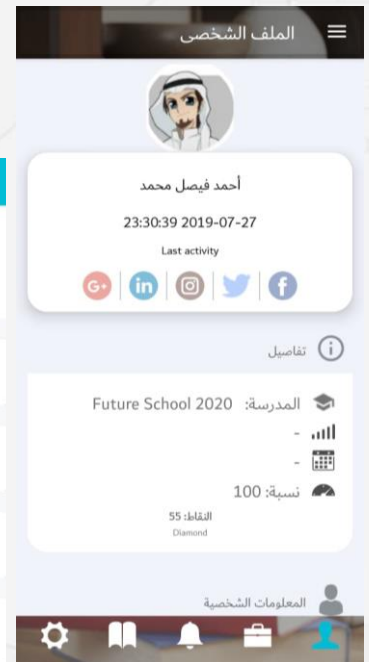 الملف الشخصى
أحمد فيصل محمد
23:30:39 2019-07-27
Last activity
G+ in f
تفاصيل
المدرسة: Future School 2020
-
-
نسبة: 100
النقاط: 55
Diamond
المعلومات الشخصية